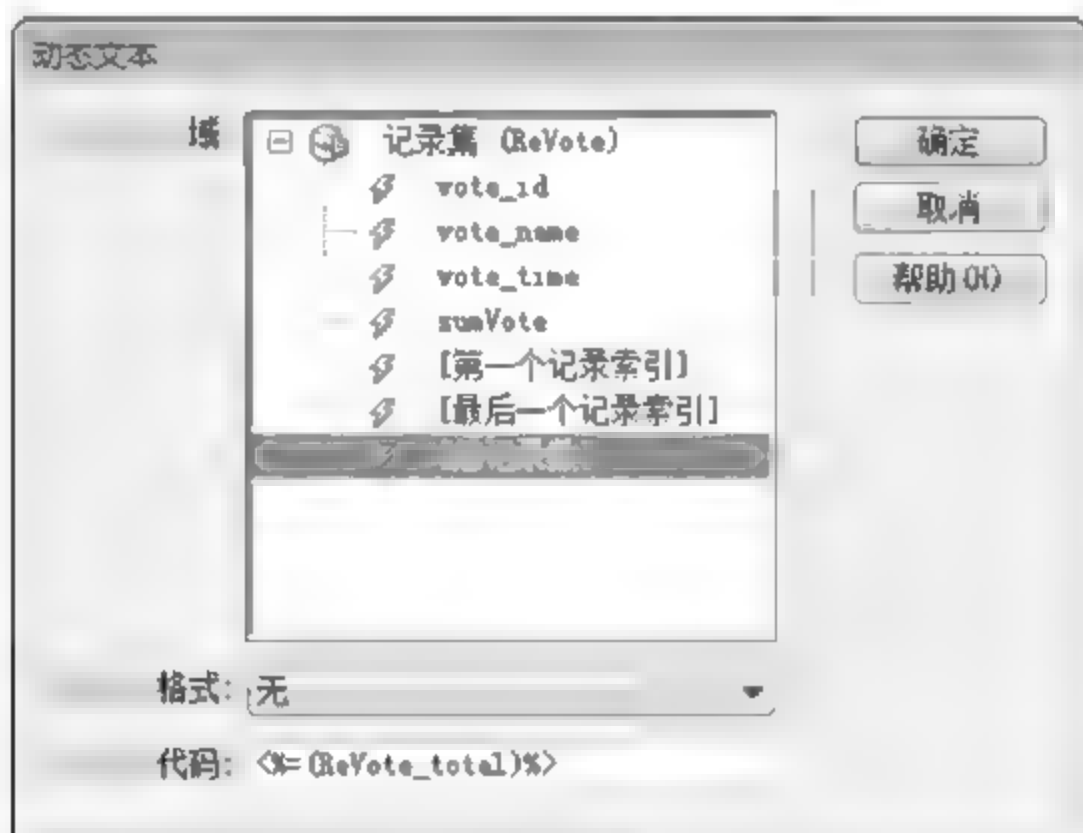 动态文本
域
记录集 (ReVote)
确定
vote_id
取消
vote_name
vote_time
帮助(H)
sumVote
[第一个记录索引]
[最后一个记录索引]
格式: 无
代码: <%=(ReVote_total)%>